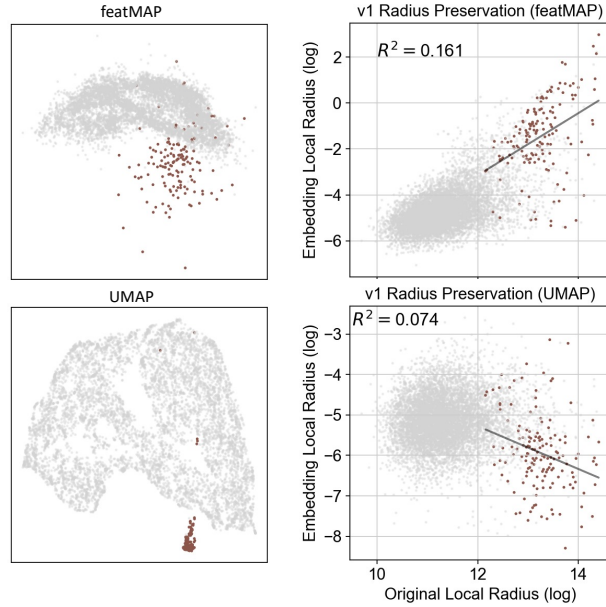 featMAP
v1 Radius Preservation (featMAP)
R² = 0.161
2
0
−2
−4
−6
Embedding Local Radius (log)
UMAP
v1 Radius Preservation (UMAP)
R² = 0.074
−3
−4
−5
−6
−7
−8
Embedding Local Radius (log)
10
12
14
Original Local Radius (log)